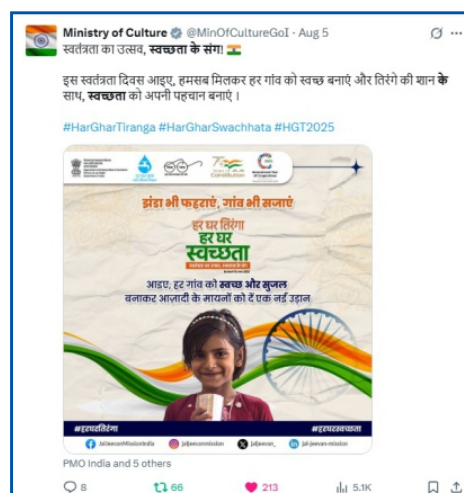 Ministry of Culture @MinOfCultureGoI · Aug 5
स्वतंत्रता का उत्सव, स्वच्छता के संग!
इस स्वतंत्रता दिवस आइए, हमसब मिलकर हर गांव को स्वच्छ बनाएं और तिरंगे की शान के
साथ, स्वच्छता को अपनी पहचान बनाएं ।
#HarGharTiranga #HarGharSwachhata #HGT2025
Constitution
झंडा भी फहराएं, गांव भी सजाएं
हर घर तिरंगा
हर घर
स्वच्छता
आइए, हर गांव को स्वच्छ और सुजल
बनाकर आज़ादी के मायनों को दें एक नई उड़ान
#हरघरतिरंगा
#हरघरस्वच्छता
JalJeevanMissionIndia jaljeevanmission jaljeevan_ jal-jeevan-mission
PMO India and 5 others
8 66 213 5.1K